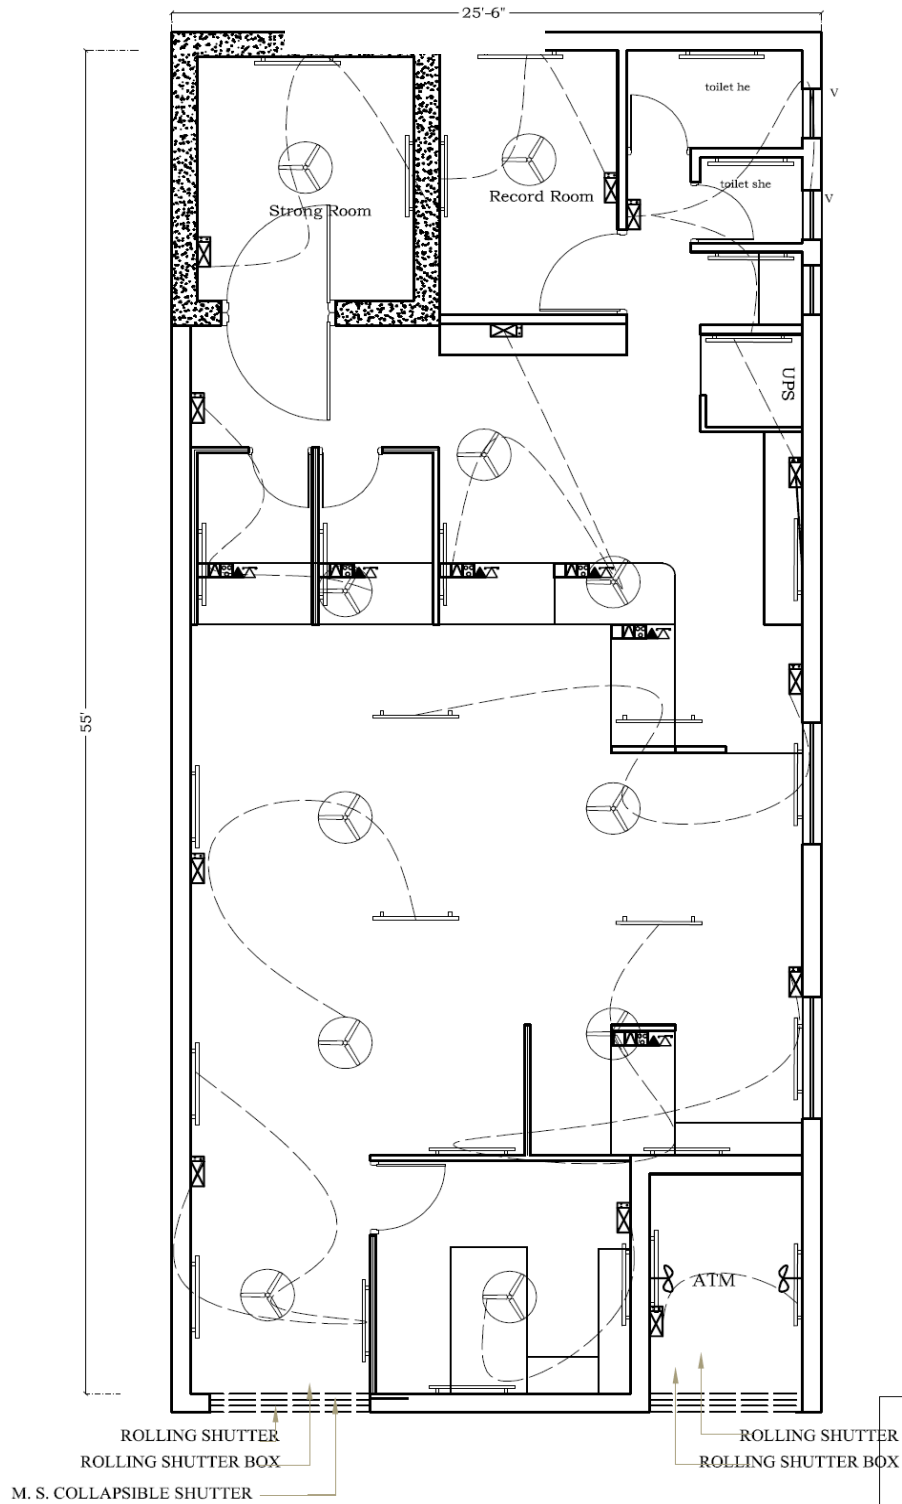 25'-6"
toilet he
V
toilet she
V
Record Room
Strong Room
UPS
55'
ATM
ROLLING SHUTTER
ROLLING SHUTTER
ROLLING SHUTTER BOX
ROLLING SHUTTER BOX
M. S. COLLAPSIBLE SHUTTER